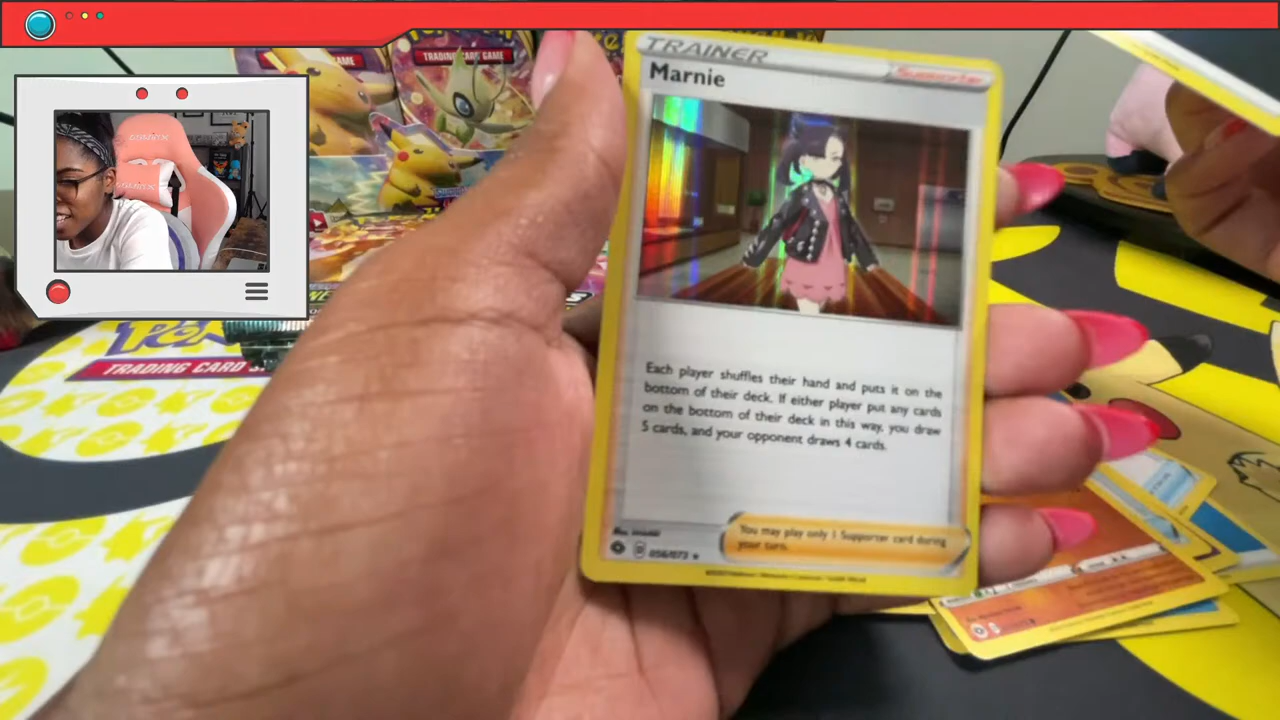 TRADING CARD GAME
TRAINER
Supporter
Marnie
Each player shuffles their hand and puts it on the
bottom of their deck. If either player put any cards
on the bottom of their deck in this way, you draw
5 cards, and your opponent draws 4 cards.
You may play only 1 Supporter card during
your turn.
D
056/073
TRADING CARD